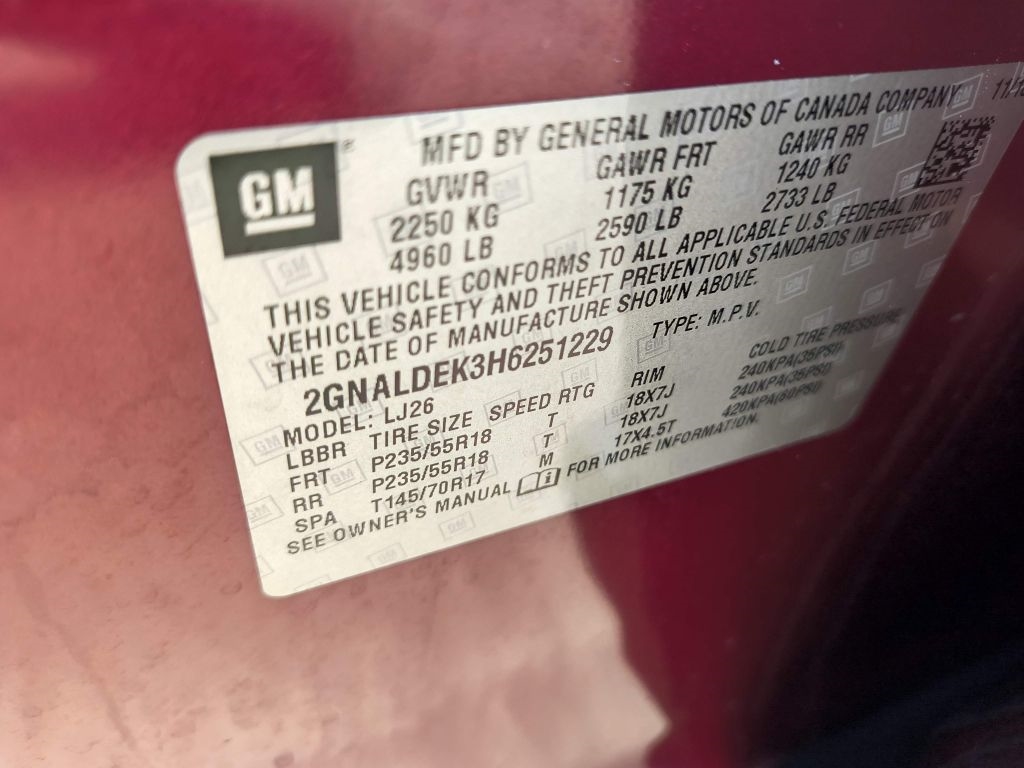 GM ®
MFD BY GENERAL MOTORS OF CANADA COMPANY
GVWR GAWR FRT GAWR RR
2250 KG 1175 KG 1240 KG
4960 LB 2590 LB 2733 LB
THIS VEHICLE CONFORMS TO ALL APPLICABLE U.S. FEDERAL MOTOR
VEHICLE SAFETY AND THEFT PREVENTION STANDARDS IN EFFECT ON
THE DATE OF MANUFACTURE SHOWN ABOVE.
2GNALDEK3H6251229 TYPE: M.P.V.
MODEL: LJ26
LBBR TIRE SIZE SPEED RTG RIM COLD TIRE PRESSURE
FRT P235/55R18 T 18X7J 240KPA(35PSI)
RR P235/55R18 T 18X7J 240KPA(35PSI)
SPA T145/70R17 M 17X4.5T 420KPA(60PSI)
SEE OWNER'S MANUAL FOR MORE INFORMATION.